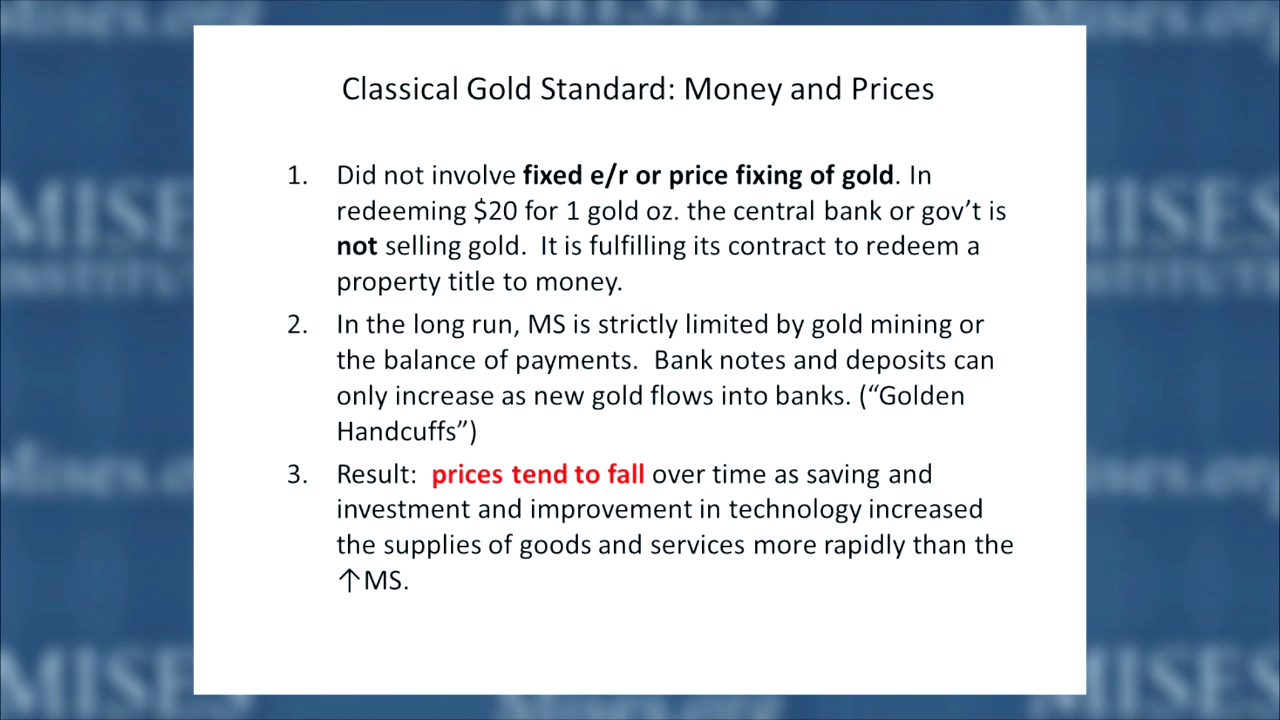 Classical Gold Standard: Money and Prices
1. Did not involve fixed e/r or price fixing of gold. In
redeeming $20 for 1 gold oz. the central bank or gov’t is
not selling gold. It is fulfilling its contract to redeem a
property title to money.
2. In the long run, MS is strictly limited by gold mining or
the balance of payments. Bank notes and deposits can
only increase as new gold flows into banks. (“Golden
Handcuffs”)
3. Result: prices tend to fall over time as saving and
investment and improvement in technology increased
the supplies of goods and services more rapidly than the
↑MS.